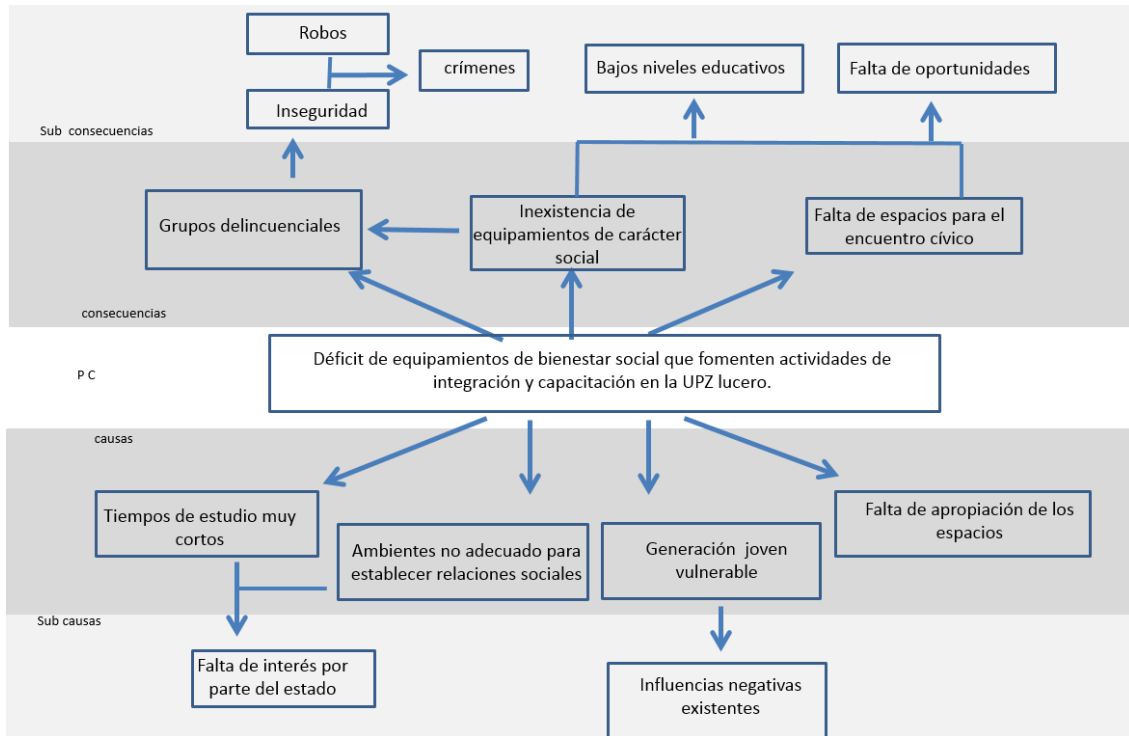 Robos
crímenes
Bajos niveles educativos
Falta de oportunidades
Inseguridad
Sub consecuencias
Grupos delincuenciales
Inexistencia de
equipamientos de carácter
social
Falta de espacios para el
encuentro cívico
consecuencias
Déficit de equipamientos de bienestar social que fomenten actividades de
integración y capacitación en la UPZ lucero.
P C
causas
Tiempos de estudio muy
cortos
Ambientes no adecuado para
establecer relaciones sociales
Generación joven
vulnerable
Falta de apropiación de los
espacios
Sub causas
Falta de interés por
parte del estado
Influencias negativas
existentes